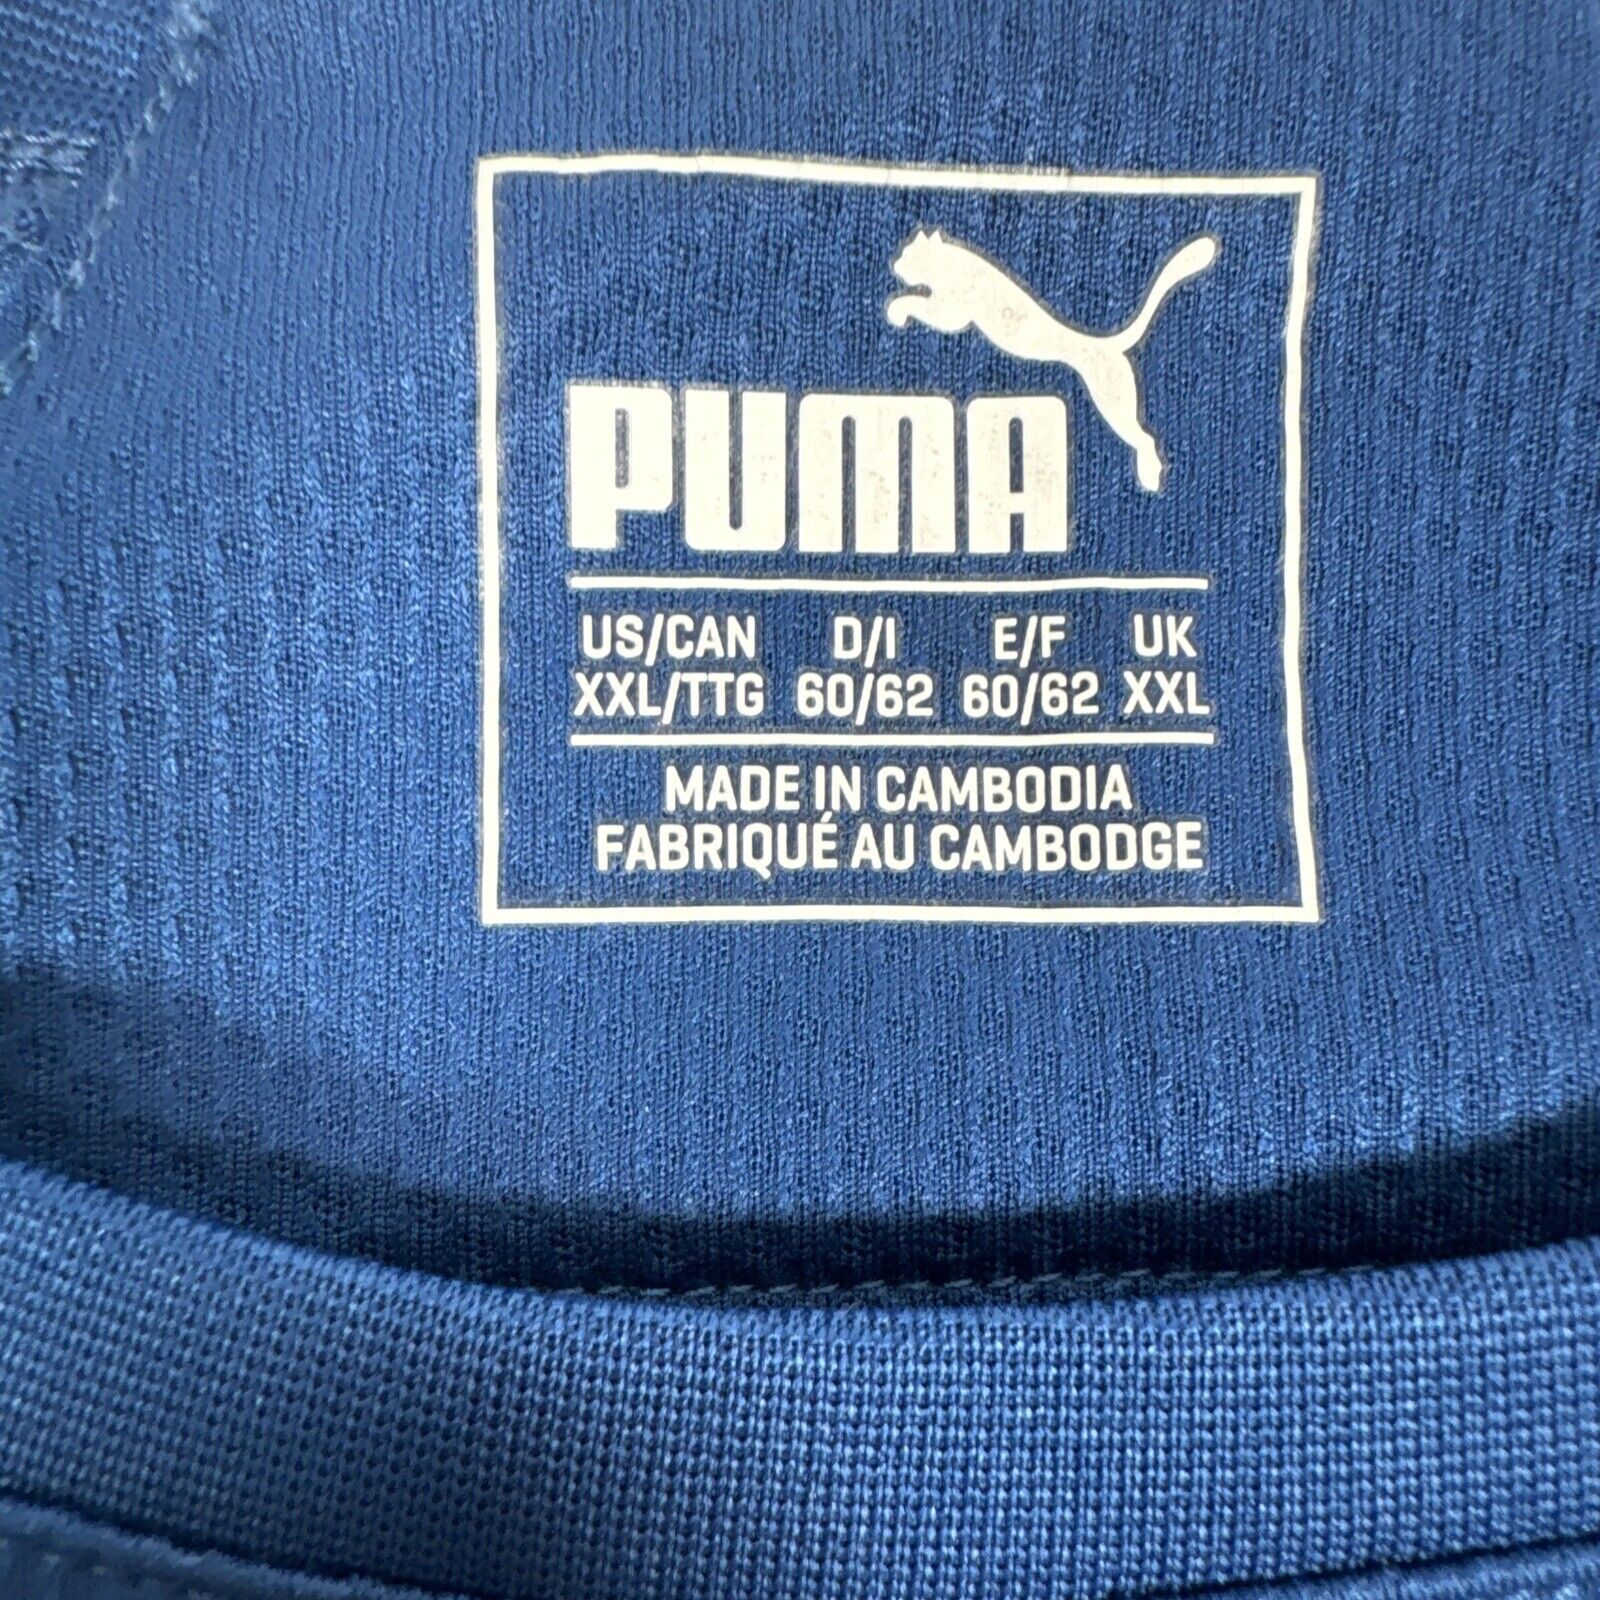 PUMA
US/CAN D/I E/F UK
XXL/TTG 60/62 60/62 XXL
MADE IN CAMBODIA
FABRIQUÉ AU CAMBODGE